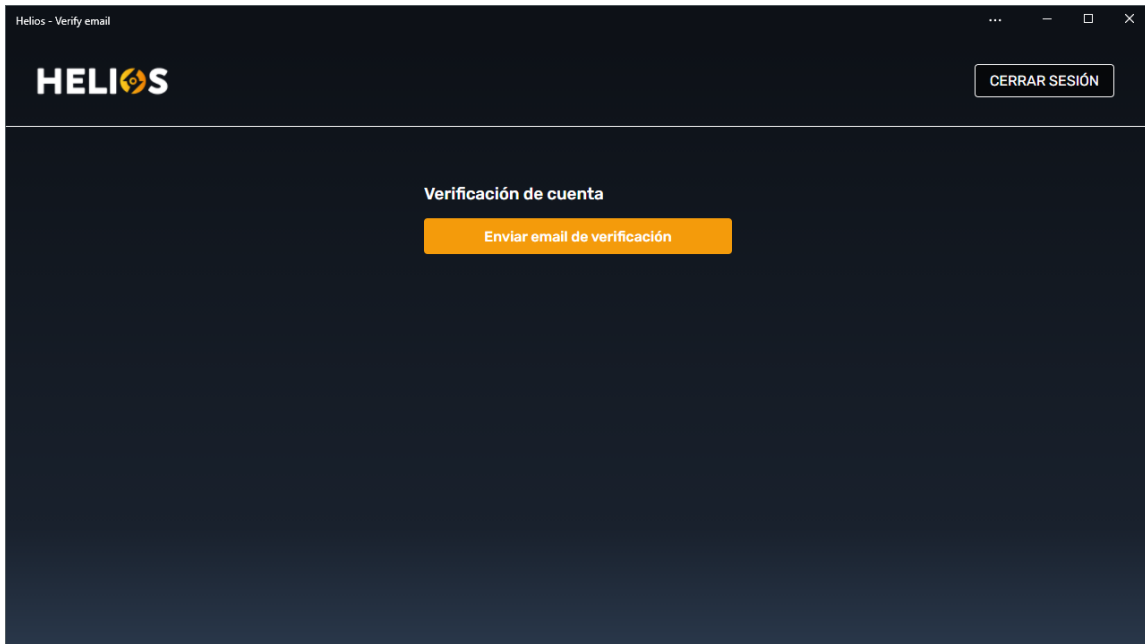 Helios - Verify email
HELIOS
CERRAR SESIÓN
Verificación de cuenta
Enviar email de verificación